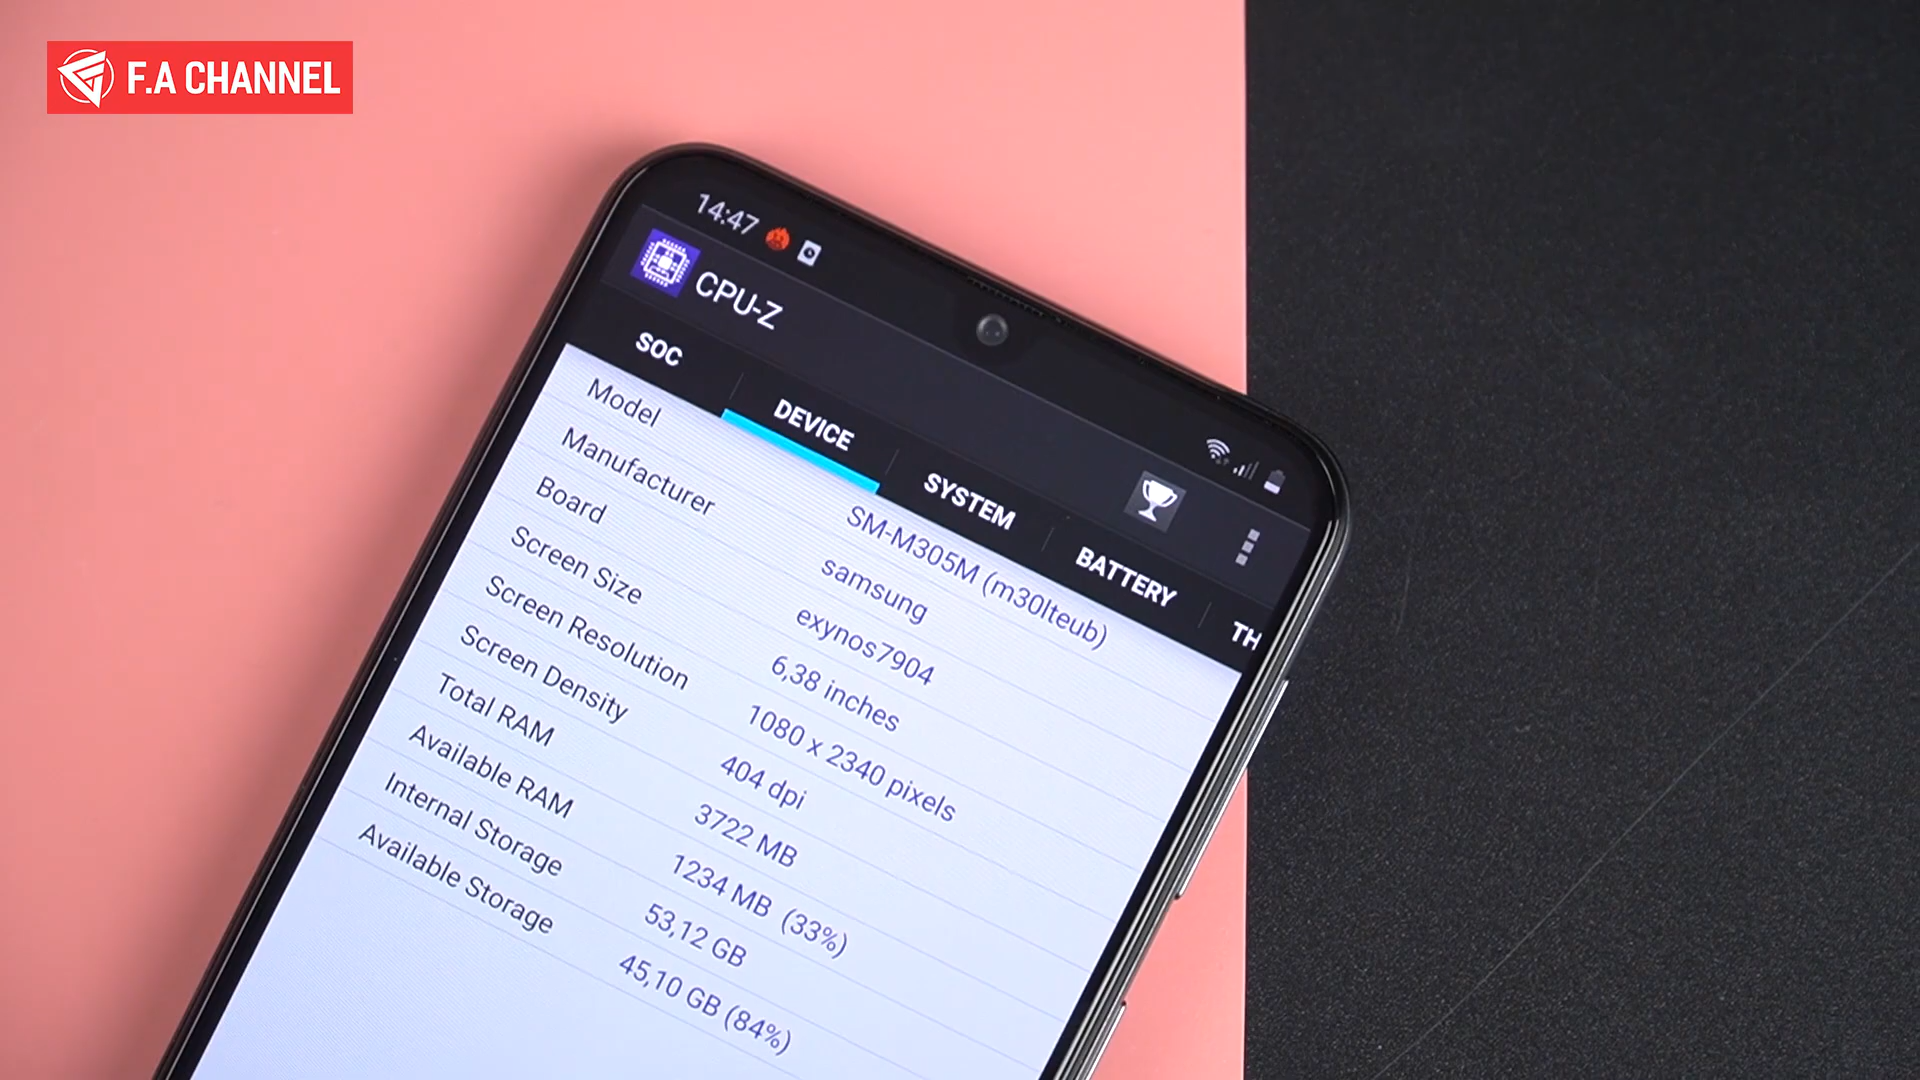 F.A CHANNEL
14:47
CPU-Z
SOC
DEVICE
SYSTEM
BATTERY
TH
Model SM-M305M (m30lteub)
Manufacturer samsung
Board exynos7904
Screen Size 6,38 inches
Screen Resolution 1080 x 2340 pixels
Screen Density 404 dpi
Total RAM 3722 MB
Available RAM 1234 MB (33%)
Internal Storage 53,12 GB
Available Storage 45,10 GB (84%)